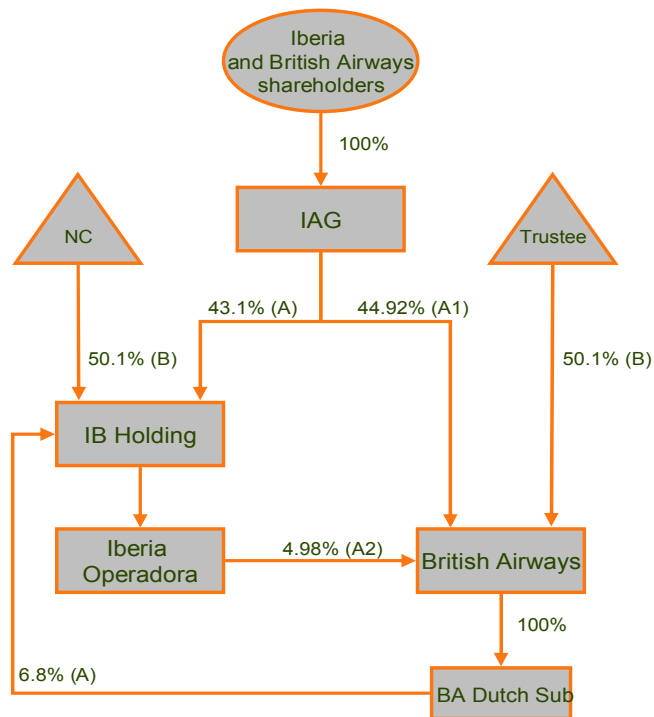 Iberia
and British Airways
shareholders
100%
IAG
NC
Trustee
43.1% (A)
44.92% (A1)
50.1% (B)
50.1% (B)
IB Holding
Iberia
Operadora
4.98% (A2)
British Airways
100%
6.8% (A)
BA Dutch Sub